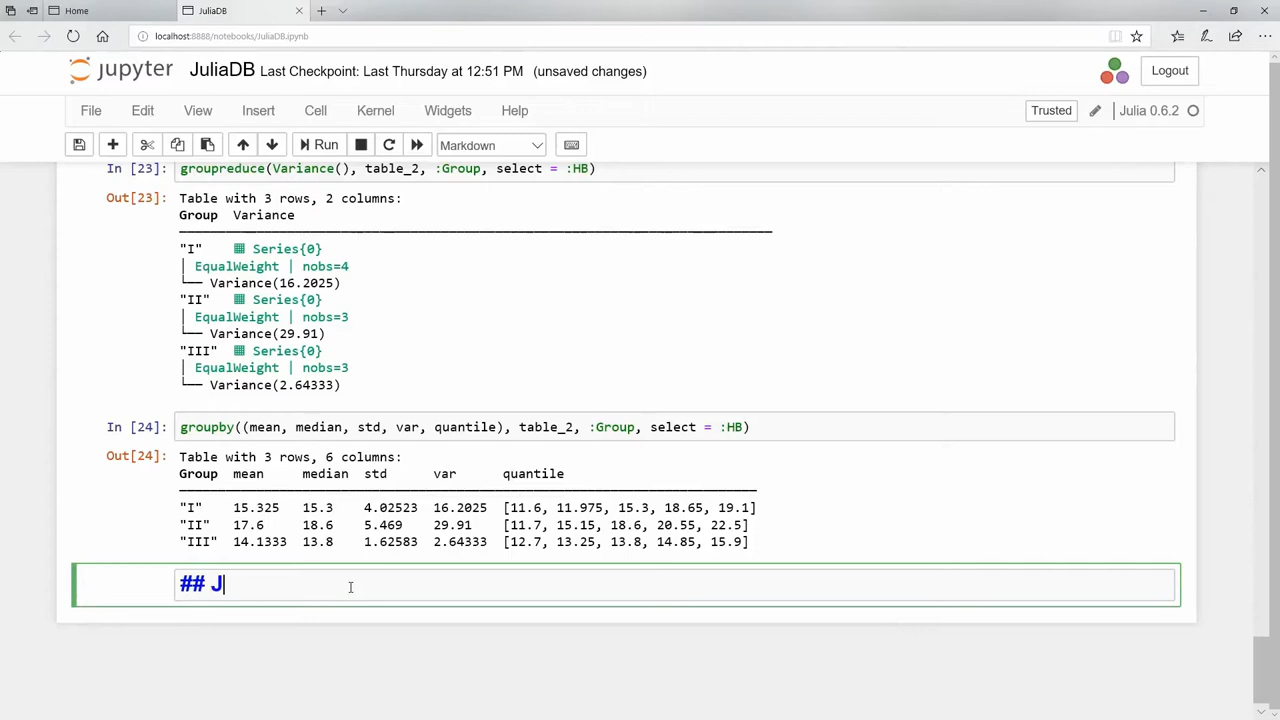 Home
JuliaDB
localhost:8888/notebooks/JuliaDB.ipynb
jupyter JuliaDB Last Checkpoint: Last Thursday at 12:51 PM (unsaved changes) Logout
File Edit View Insert Cell Kernel Widgets Help Trusted Julia 0.6.2
Run Markdown
In [23]: groupreduce(Variance(), table_2, :Group, select = :HB)
Out[23]: Table with 3 rows, 2 columns:
Group Variance
"I" ▦ Series{0}
│ EqualWeight | nobs=4
└── Variance(16.2025)
"II" ▦ Series{0}
│ EqualWeight | nobs=3
└── Variance(29.91)
"III" ▦ Series{0}
│ EqualWeight | nobs=3
└── Variance(2.64333)
In [24]: groupby((mean, median, std, var, quantile), table_2, :Group, select = :HB)
Out[24]: Table with 3 rows, 6 columns:
Group mean median std var quantile
"I" 15.325 15.3 4.02523 16.2025 [11.6, 11.975, 15.3, 18.65, 19.1]
"II" 17.6 18.6 5.469 29.91 [11.7, 15.15, 18.6, 20.55, 22.5]
"III" 14.1333 13.8 1.62583 2.64333 [12.7, 13.25, 13.8, 14.85, 15.9]
## J